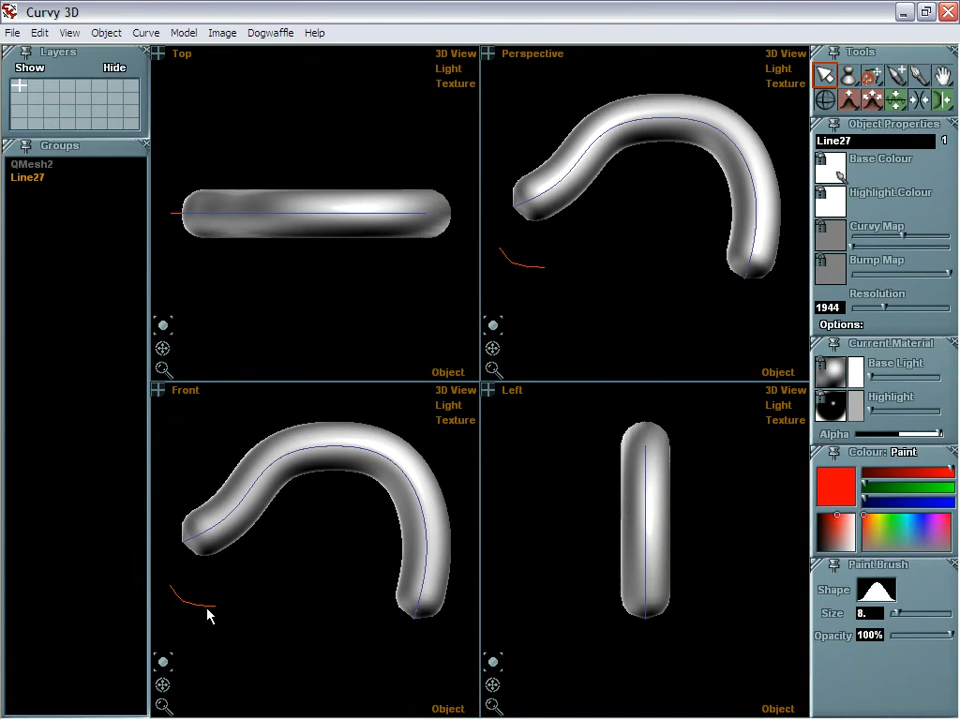 Curvy 3D
File Edit View Object Curve Model Image Dogwaffle Help
Layers
Show Hide
Groups
QMesh2
Line27
Top
3D View
Light
Texture
Object
Perspective
3D View
Light
Texture
Object
Front
3D View
Light
Texture
Object
Left
3D View
Light
Texture
Object
Tools
Object Properties
Line27 1
Base Colour
Highlight Colour
Curvy Map
Bump Map
Resolution
1944
Options:
Current Material
Base Light
Highlight
Alpha
Colour: Paint
Paint Brush
Shape
Size 8.
Opacity 100%